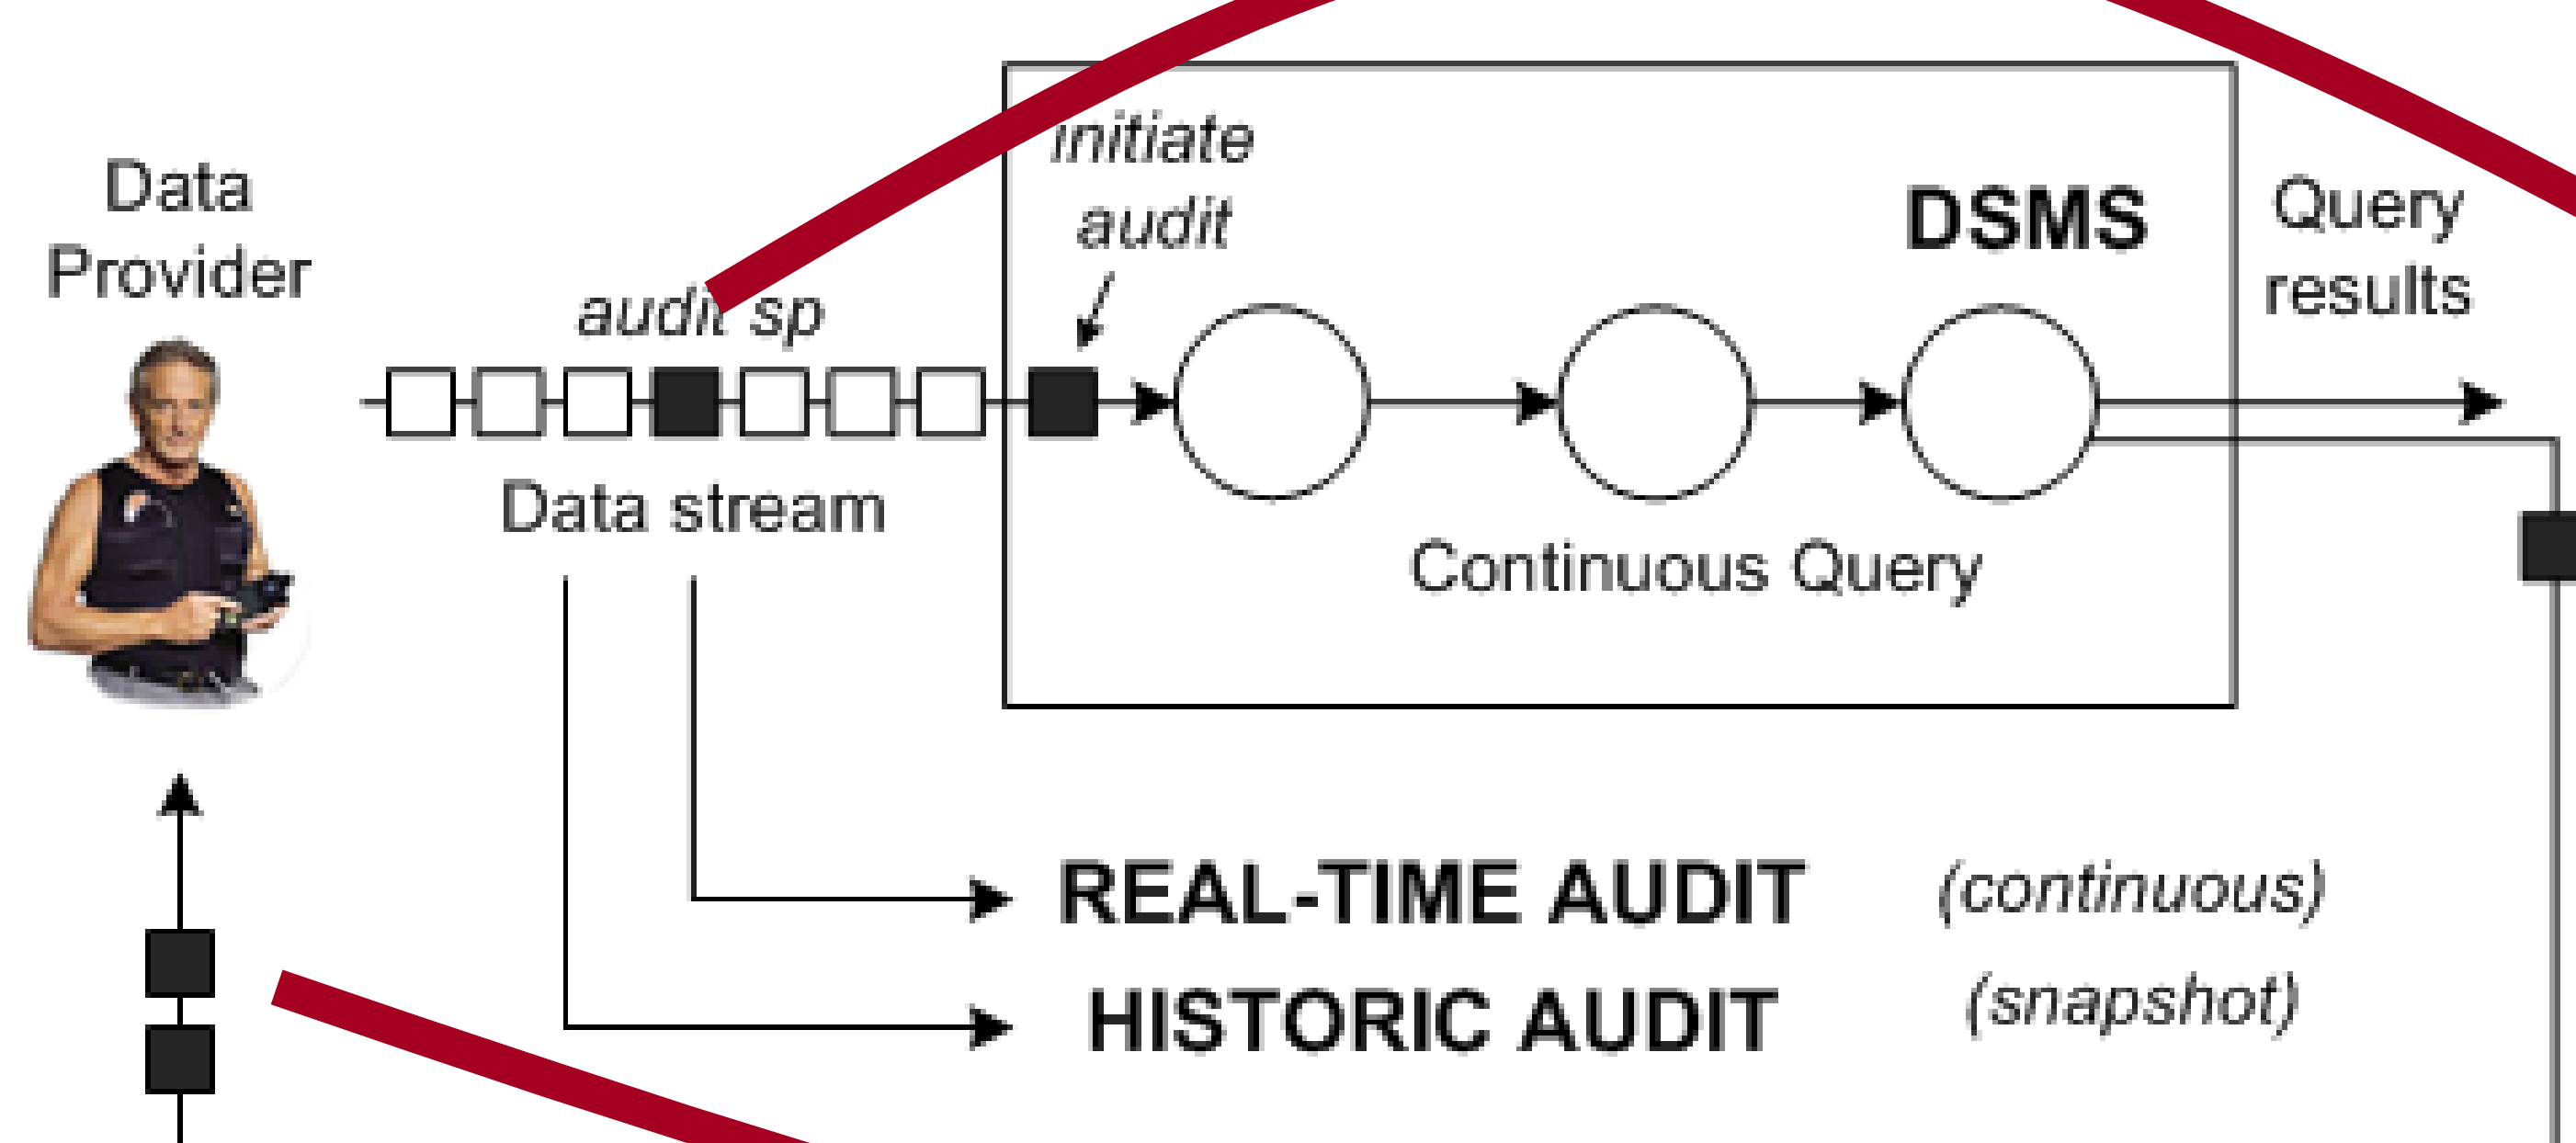 Data
Provider
audit sp
Data stream
initiate
audit
DSMS
Continuous Query
Query
results
REAL-TIME AUDIT (continuous)
HISTORIC AUDIT (snapshot)